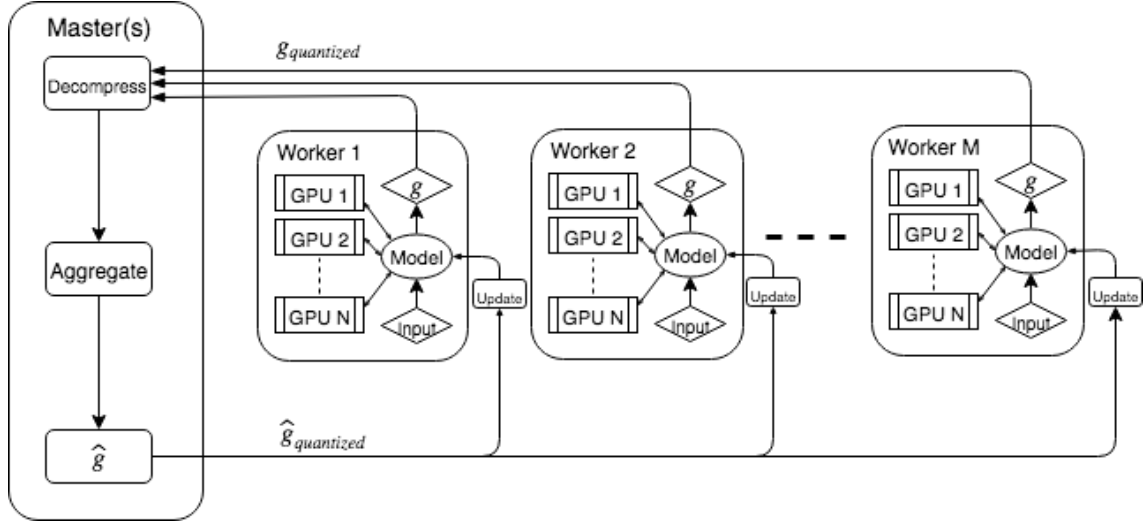 Master(s)
Decompress
Aggregate
ĝ
g_quantized
ĝ_quantized
Worker 1
GPU 1
GPU 2
GPU N
g
Model
Input
Update
Worker 2
GPU 1
GPU 2
GPU N
g
Model
Input
Update
Worker M
GPU 1
GPU 2
GPU N
g
Model
Input
Update